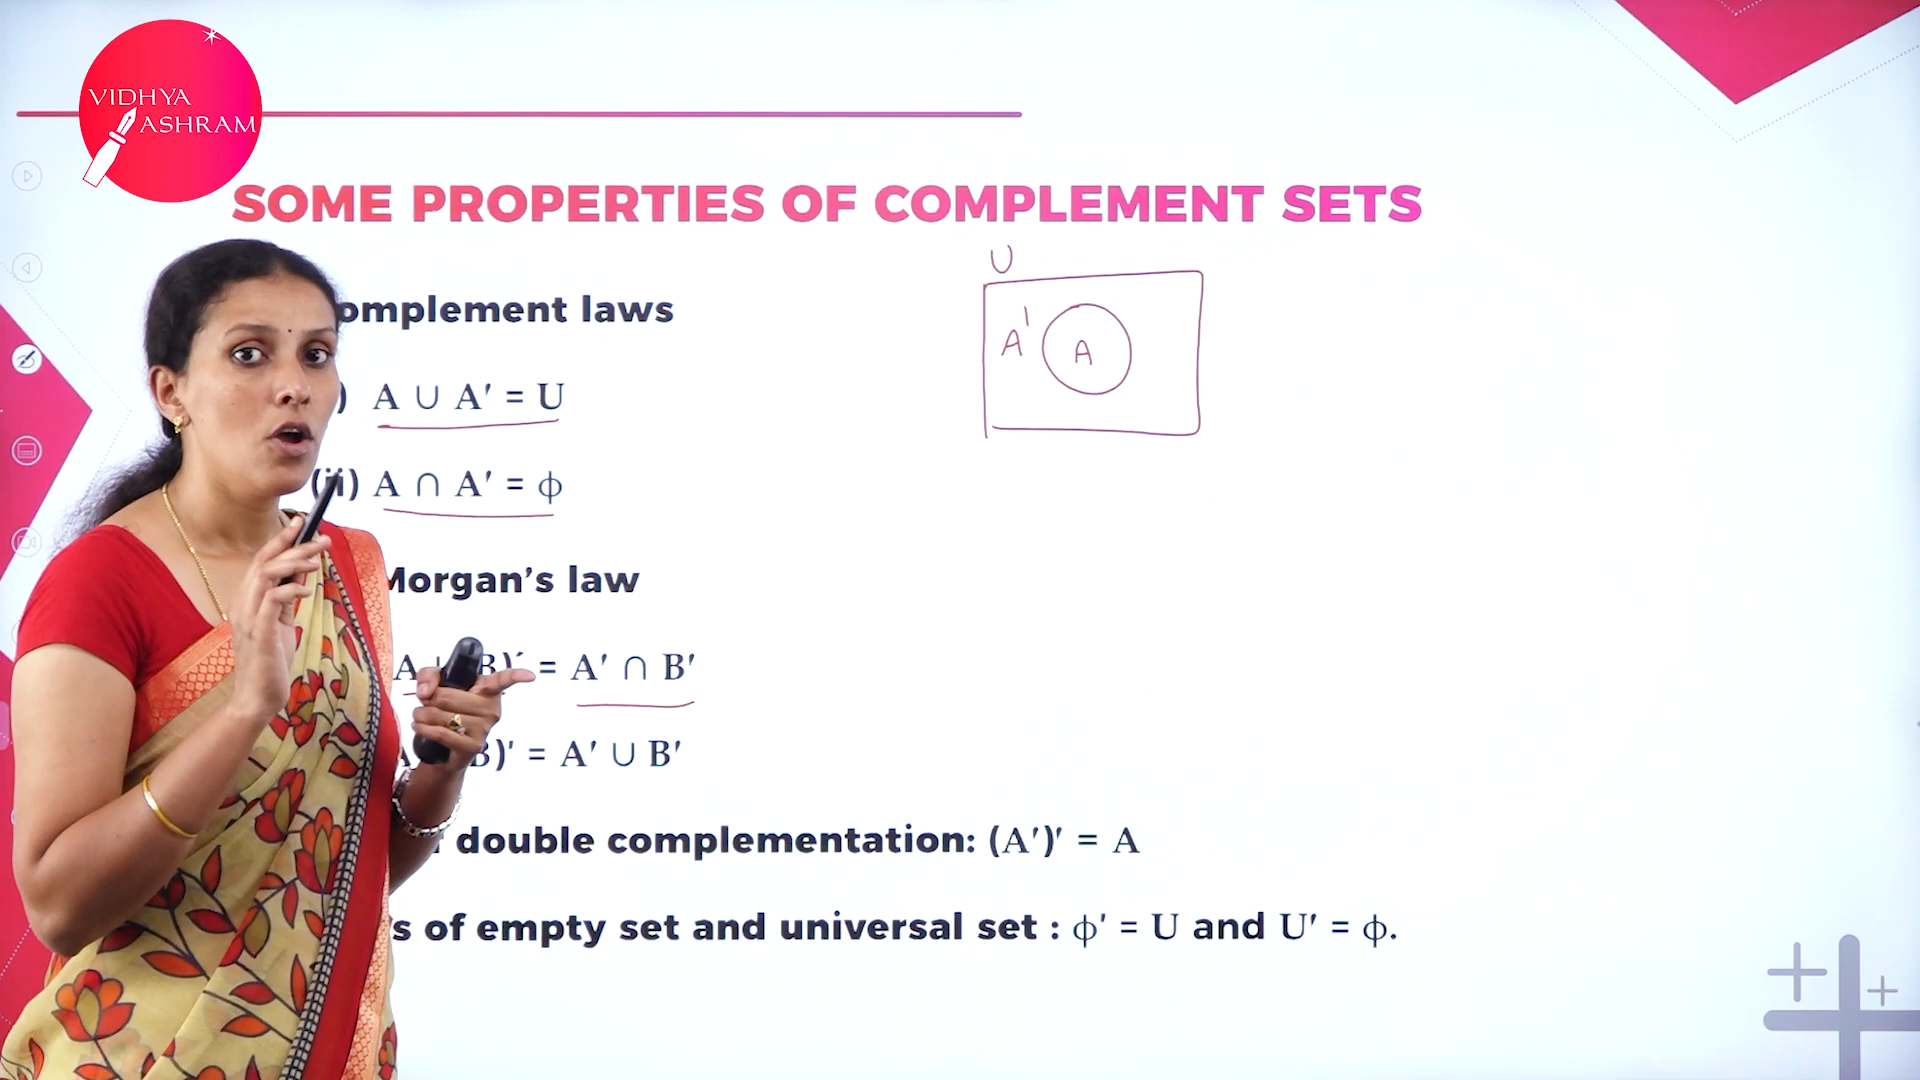 VIDHYA
ASHRAM
SOME PROPERTIES OF COMPLEMENT SETS
U
omplement laws
A' A
) A ∪ A′ = U
(ii) A ∩ A′ = ϕ
Morgan's law
A B)′ = A′ ∩ B′
B)′ = A′ ∪ B′
double complementation: (A′)′ = A
s of empty set and universal set : ϕ′ = U and U′ = ϕ.